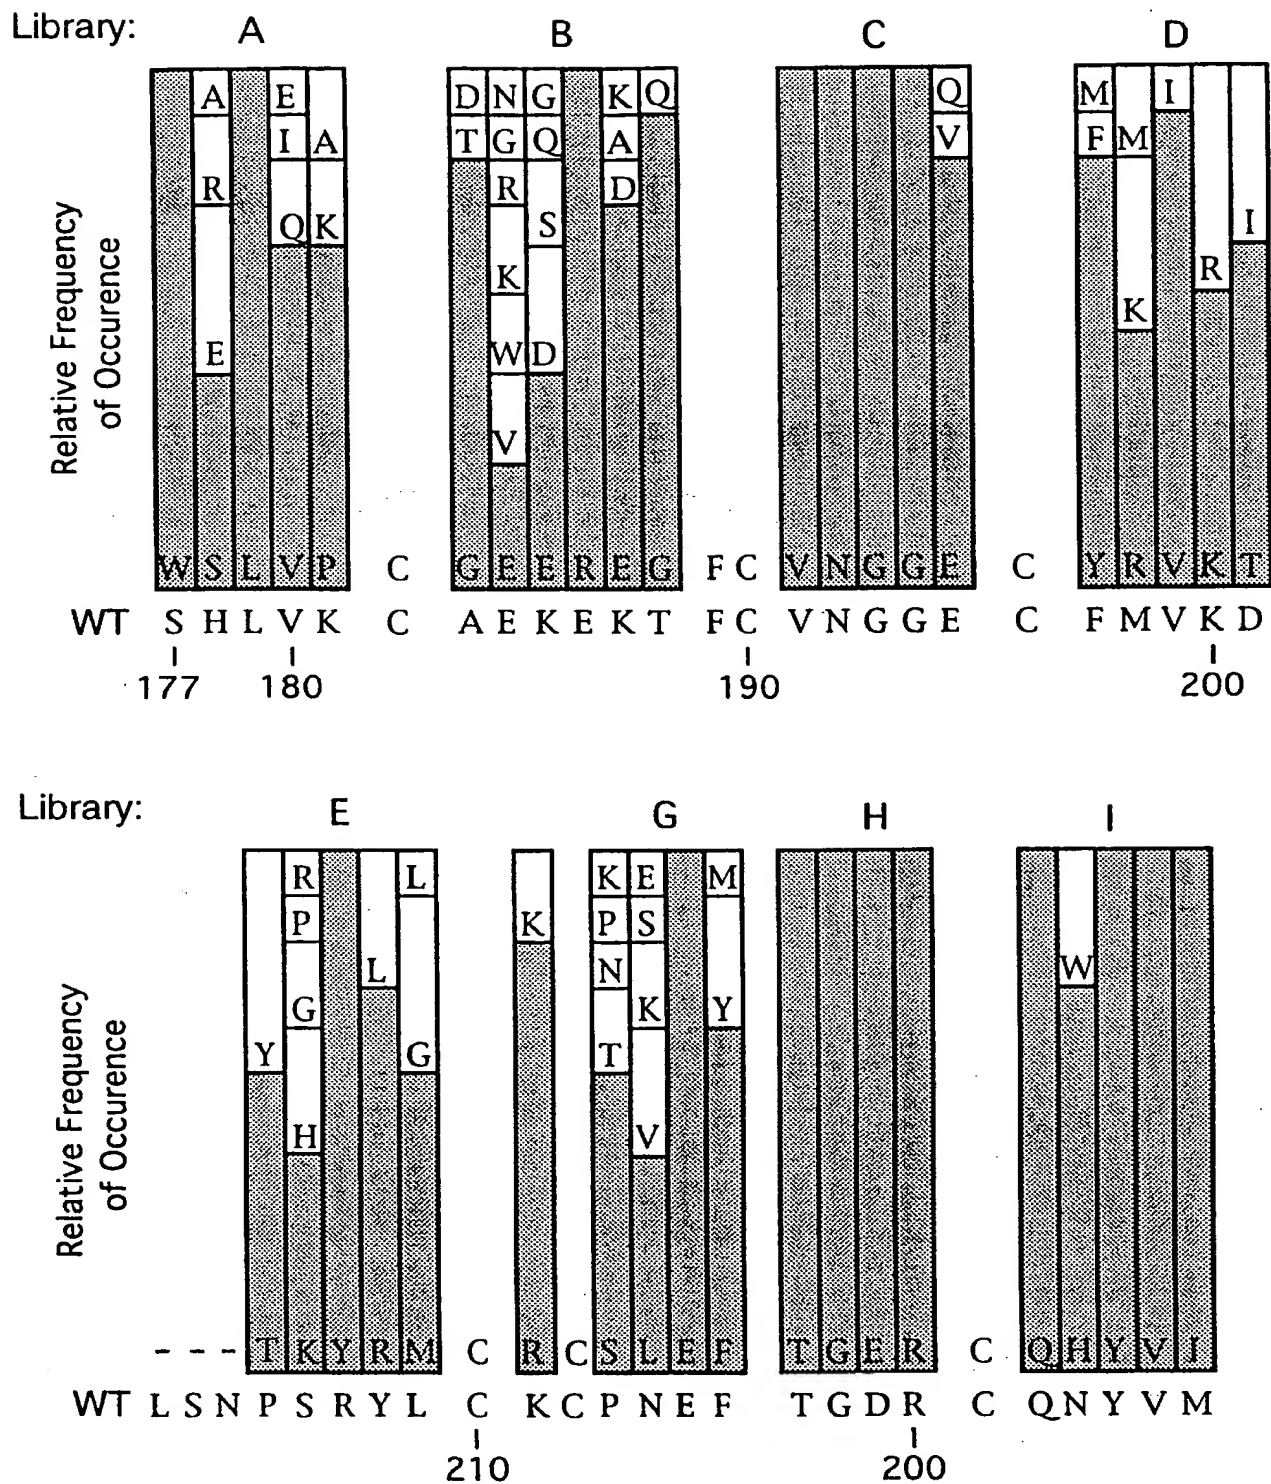 Library: A B C D
A E D N G K Q Q M I
I A T G Q A V F M
R R D
Q K S I
K R
E W D K
V
W S L V P C G E E R E G F C V N G G E C Y R V K T
WT S H L V K C A E K E K T F C V N G G E C F M V K D
177 180 190 200
Relative Frequency
of Occurence
Library: E G H I
R L K E M
P K P S
L N W
G K Y
Y G T
H V
- - - T K Y R M C R C S L E F T G E R C Q H Y V I
WT L S N P S R Y L C K C P N E F T G D R C Q N Y V M
210 200
Relative Frequency
of Occurence